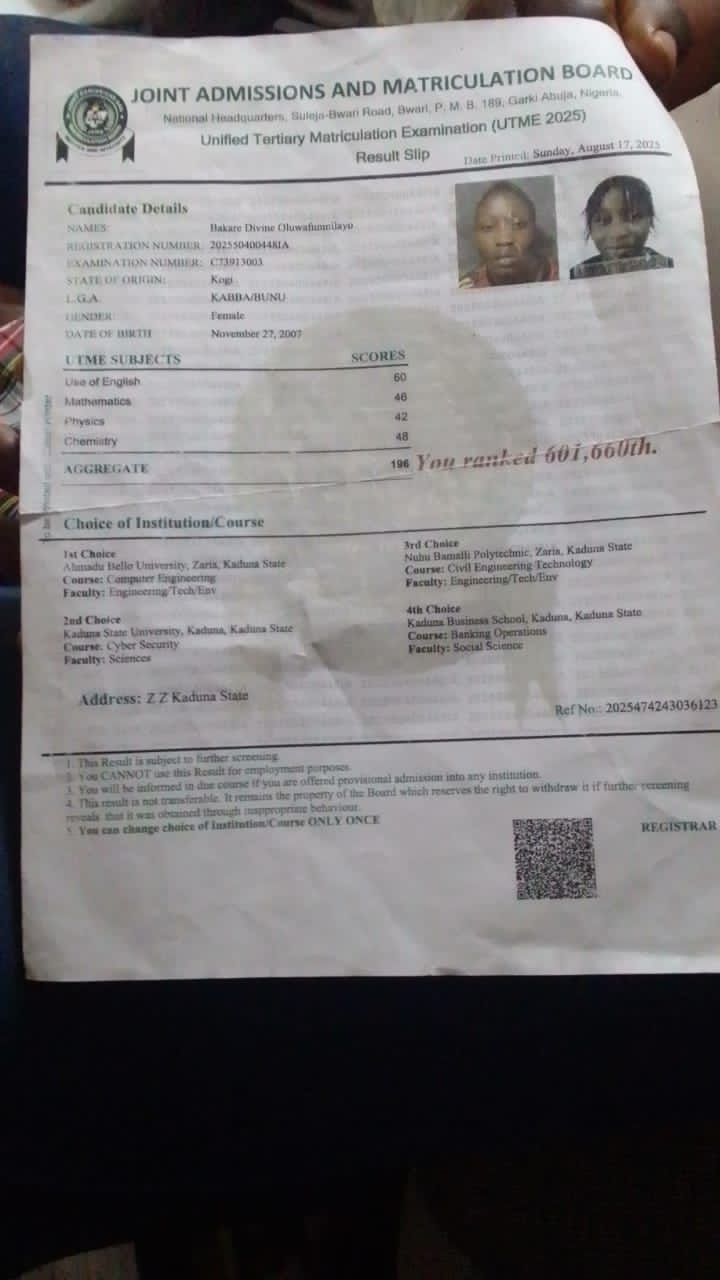 JOINT ADMISSIONS AND MATRICULATION BOARD
National Headquarters, Suleja-Bwari Road, Bwari, P. M. B. 189, Garki Abuja, Nigeria.
Unified Tertiary Matriculation Examination (UTME 2025)
Result Slip
Date Printed: Sunday, August 17, 2025
Candidate Details
NAMES: Bakare Divine Oluwafunmilayo
REGISTRATION NUMBER: 202550400448IA
EXAMINATION NUMBER: C73913003
STATE OF ORIGIN: Kogi
L.G.A. KABBA/BUNU
GENDER: Female
DATE OF BIRTH November 27, 2007
UTME SUBJECTS SCORES
Use of English 60
Mathematics 46
Physics 42
Chemistry 48
AGGREGATE 196
You ranked 601,660th.
Choice of Institution/Course
1st Choice
Ahmadu Bello University, Zaria, Kaduna State
Course: Computer Engineering
Faculty: Engineering/Tech/Env
2nd Choice
Kaduna State University, Kaduna, Kaduna State
Course: Cyber Security
Faculty: Sciences
3rd Choice
Nuhu Bamalli Polytechnic, Zaria, Kaduna State
Course: Civil Engineering Technology
Faculty: Engineering/Tech/Env
4th Choice
Kaduna Business School, Kaduna, Kaduna State
Course: Banking Operations
Faculty: Social Science
Address: Z Z Kaduna State
Ref No.: 2025474243036123
1. This Result is subject to further screening.
2. You CANNOT use this Result for employment purposes.
3. You will be informed in due course if you are offered provisional admission into any institution.
4. This result is not transferable. It remains the property of the Board which reserves the right to withdraw it if further screening
reveals that it was obtained through inappropriate behaviour.
5. You can change choice of Institution/Course ONLY ONCE
REGISTRAR